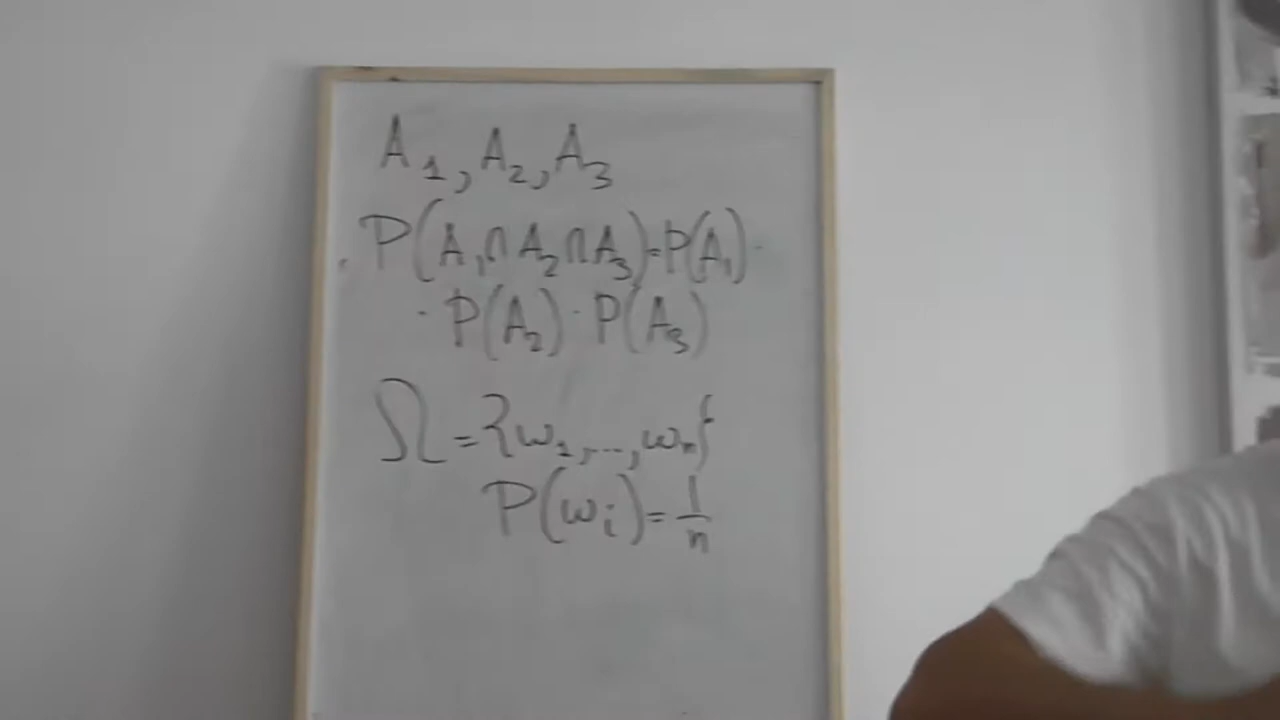 A₁, A₂, A₃
P(A₁∩A₂∩A₃)=P(A₁)·
·P(A₂)·P(A₃)
Ω={ω₁,...,ωₙ}
P(ωᵢ)=1/n